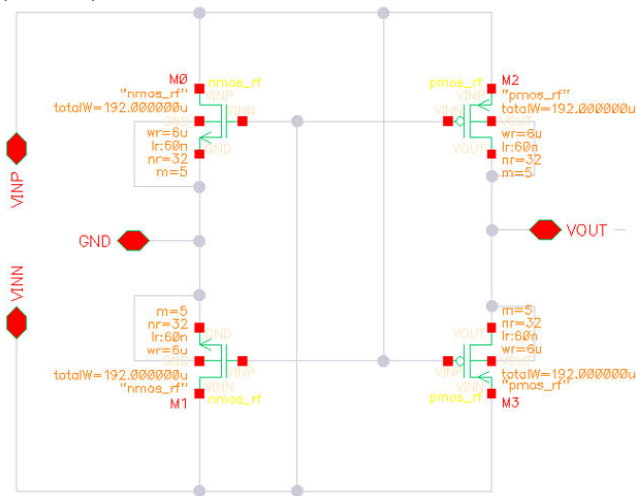 M0
"nmos_rf"
nmos_rf
VINP
totalW=192.000000u
GND
VINN
wr=6u
lr:60n
GND
nr=32
m=5
pmos_rf
M2
VINP
"pmos_rf"
totalW=192.000000u
VINN
VOUT
wr=6u
VOUT
lr:60n
nr=32
m=5
VINP
GND
VOUT
VINN
m=5
nr=32
GND
lr:60n
wr=6u
GND
VINP
totalW=192.000000u
VINN
"nmos_rf"
nmos_rf
M1
m=5
nr=32
VOUT
lr:60n
wr=6u
VOUT
VINP
totalW=192.000000u
VINN
"pmos_rf"
pmos_rf
M3